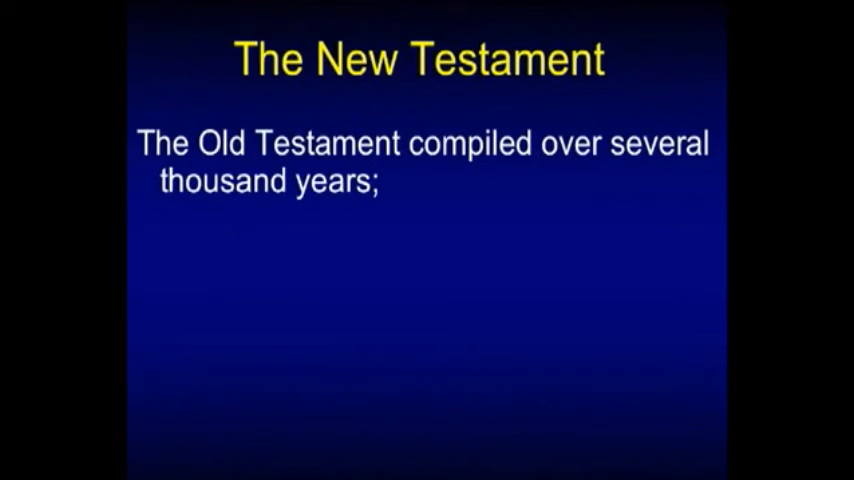 The New Testament
The Old Testament compiled over several
thousand years;